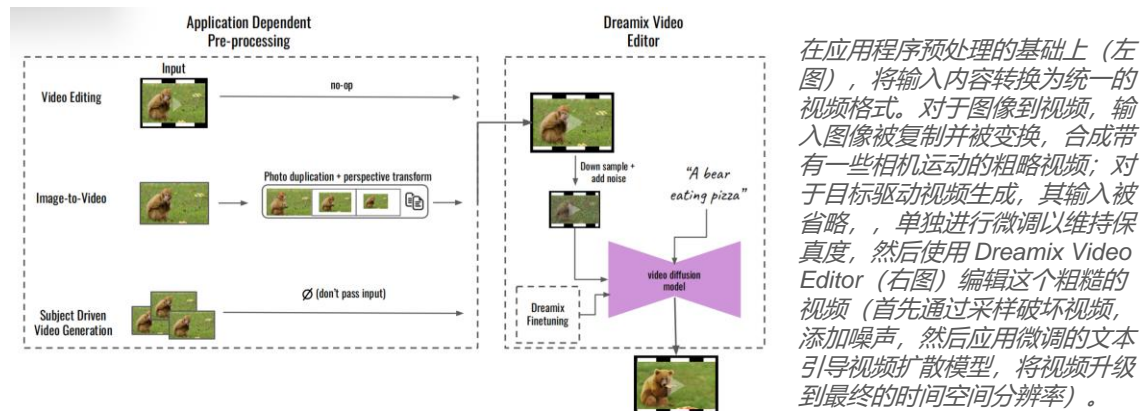 Application Dependent
Pre-processing
Input
Video Editing
no-op
Image-to-Video
Photo duplication + perspective transform
Subject Driven
Video Generation
Ø (don't pass input)
Dreamix Video
Editor
Down sample +
add noise
"A bear
eating pizza"
video diffusion
model
Dreamix
Finetuning
在应用程序预处理的基础上（左
图），将输入内容转换为统一的
视频格式。对于图像到视频，输
入图像被复制并被变换，合成带
有一些相机运动的粗略视频；对
于目标驱动视频生成，其输入被
省略，，单独进行微调以维持保
真度，然后使用 Dreamix Video
Editor（右图）编辑这个粗糙的
视频（首先通过采样破坏视频，
添加噪声，然后应用微调的文本
引导视频扩散模型，将视频升级
到最终的时间空间分辨率）。